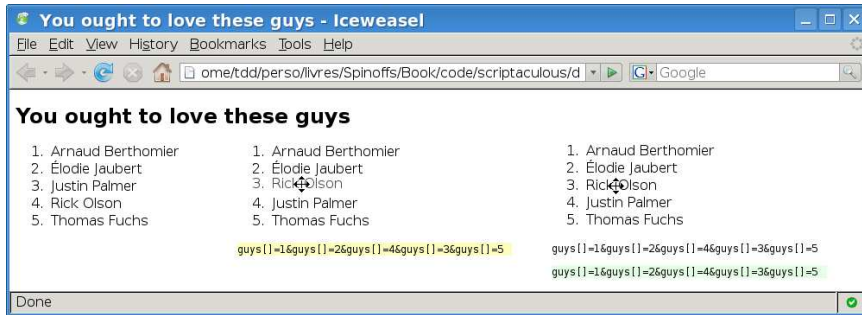 You ought to love these guys - Iceweasel
File Edit View History Bookmarks Tools Help
ome/tdd/perso/livres/Spinoffs/Book/code/scriptaculous/d G Google
You ought to love these guys
1. Arnaud Berthomier
2. Élodie Jaubert
3. Justin Palmer
4. Rick Olson
5. Thomas Fuchs
1. Arnaud Berthomier
2. Élodie Jaubert
3. Rick Olson
4. Justin Palmer
5. Thomas Fuchs
guys[]=1&guys[]=2&guys[]=4&guys[]=3&guys[]=5
1. Arnaud Berthomier
2. Élodie Jaubert
3. Rick Olson
4. Justin Palmer
5. Thomas Fuchs
guys[]=1&guys[]=2&guys[]=4&guys[]=3&guys[]=5
guys[]=1&guys[]=2&guys[]=4&guys[]=3&guys[]=5
Done